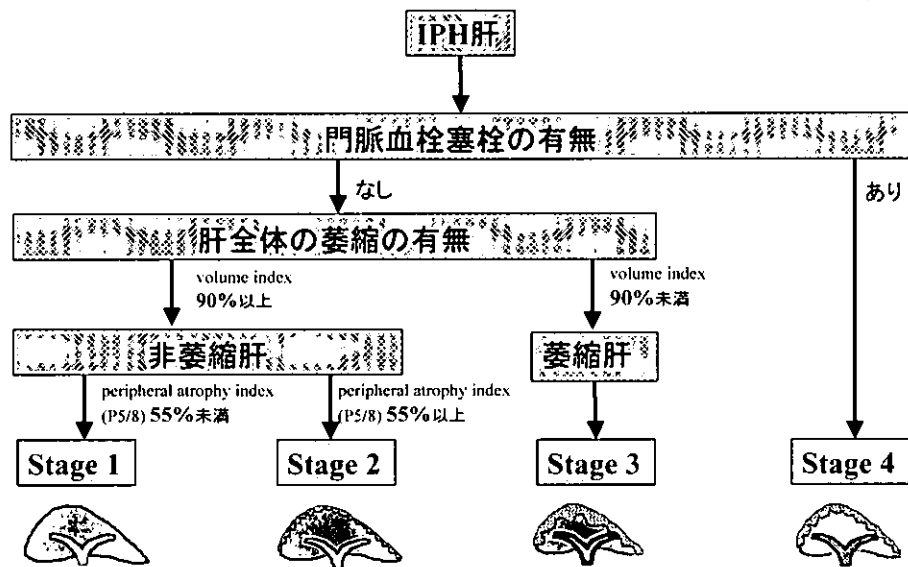 IPH肝
門脈血栓塞栓の有無
なし
あり
肝全体の萎縮の有無
volume index
90%以上
volume index
90%未満
非萎縮肝
萎縮肝
peripheral atrophy index
(P5/8) 55%未満
peripheral atrophy index
(P5/8) 55%以上
Stage 1
Stage 2
Stage 3
Stage 4